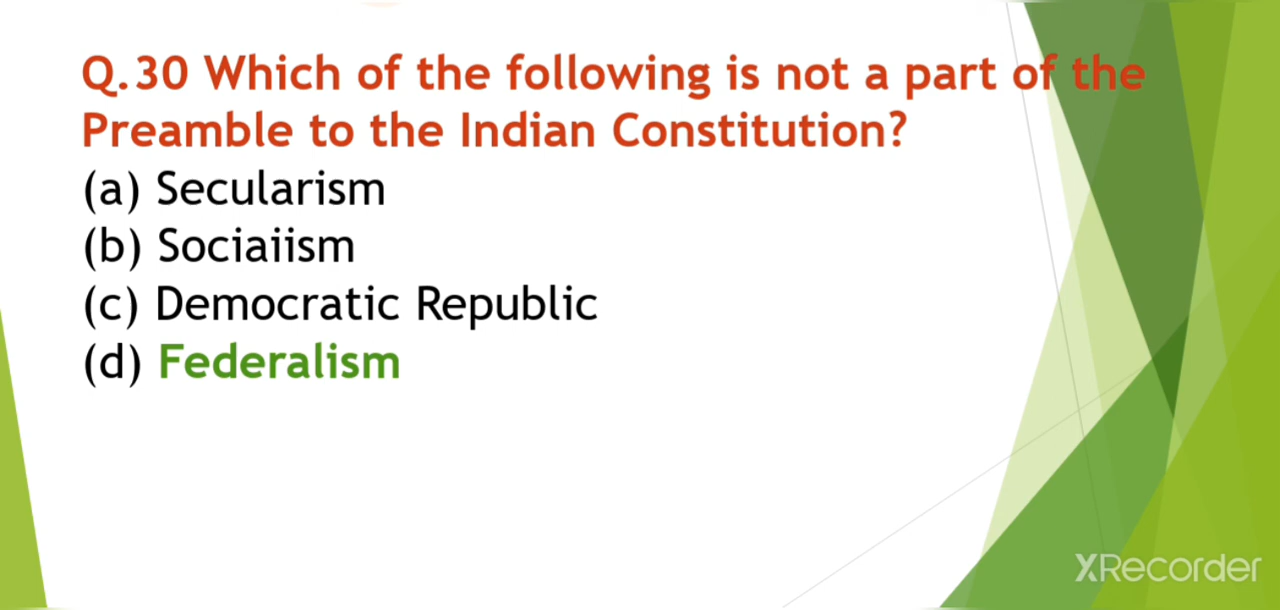 Q.30 Which of the following is not a part of the
Preamble to the Indian Constitution?
(a) Secularism
(b) Sociaiism
(c) Democratic Republic
(d) Federalism
XRecorder